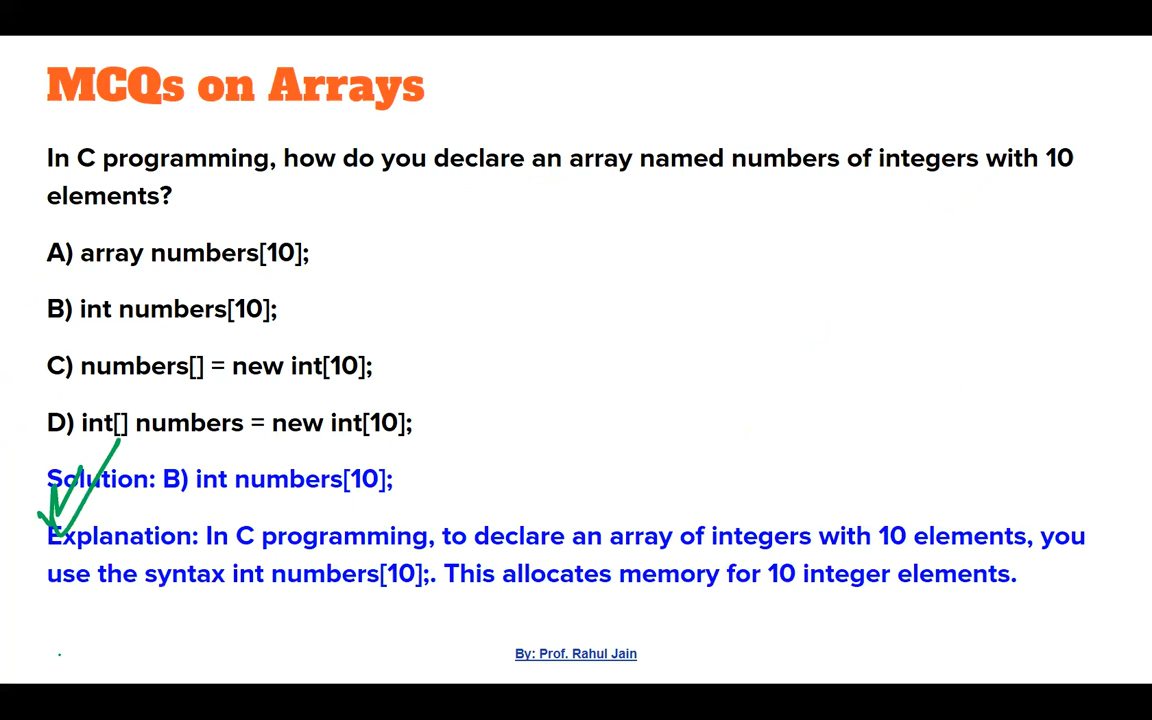 MCQs on Arrays
In C programming, how do you declare an array named numbers of integers with 10
elements?
A) array numbers[10];
B) int numbers[10];
C) numbers[] = new int[10];
D) int[] numbers = new int[10];
Solution: B) int numbers[10];
Explanation: In C programming, to declare an array of integers with 10 elements, you
use the syntax int numbers[10];. This allocates memory for 10 integer elements.
By: Prof. Rahul Jain